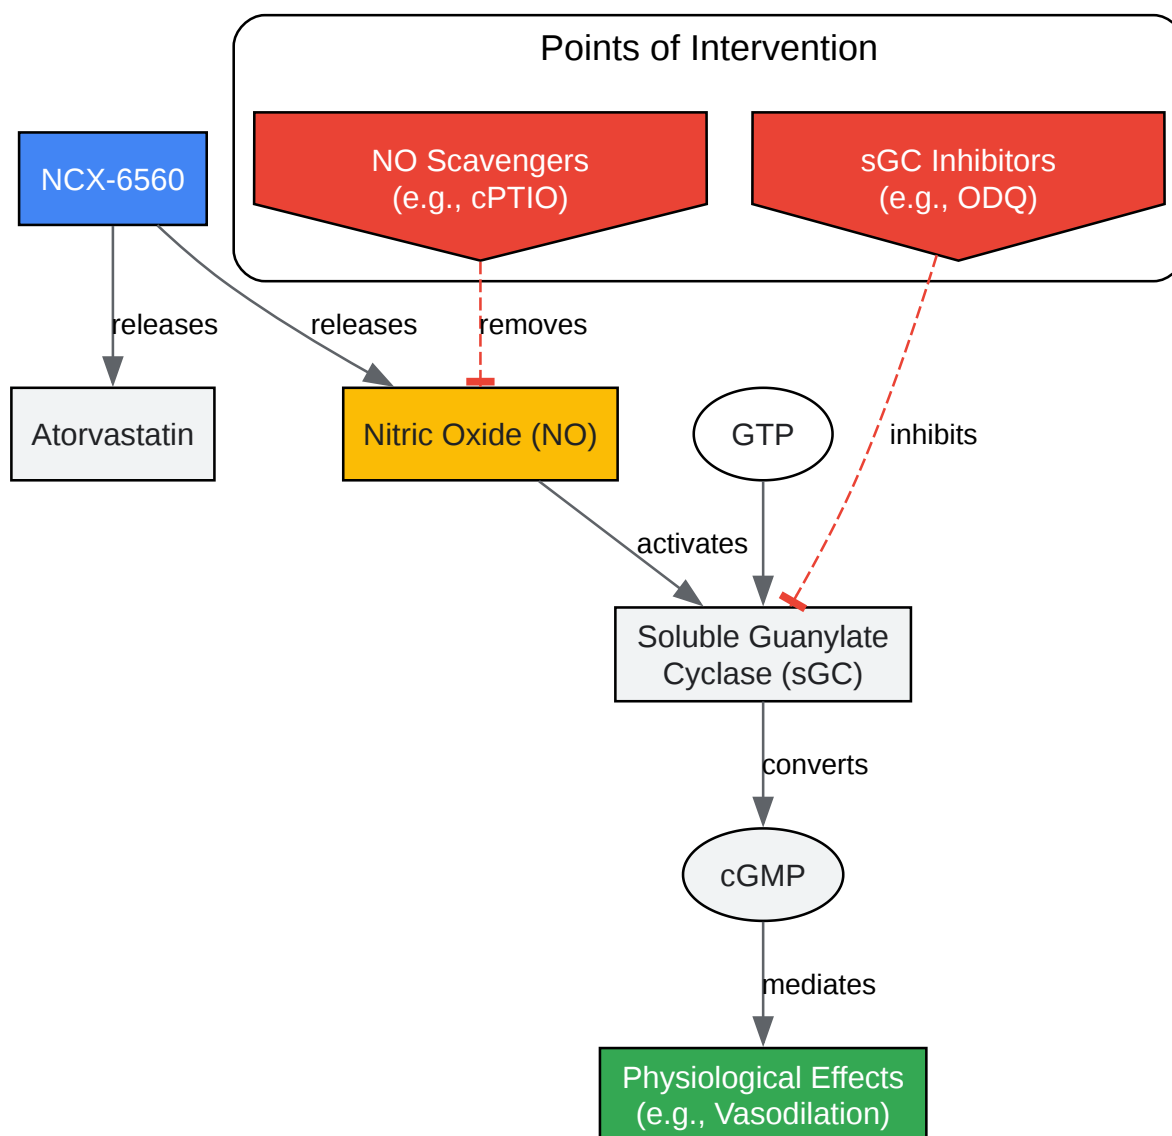 Points of Intervention
NCX-6560
NO Scavengers
(e.g., cPTIO)
sGC Inhibitors
(e.g., ODQ)
releases
releases
removes
Atorvastatin
Nitric Oxide (NO)
GTP
inhibits
activates
Soluble Guanylate
Cyclase (sGC)
converts
cGMP
mediates
Physiological Effects
(e.g., Vasodilation)